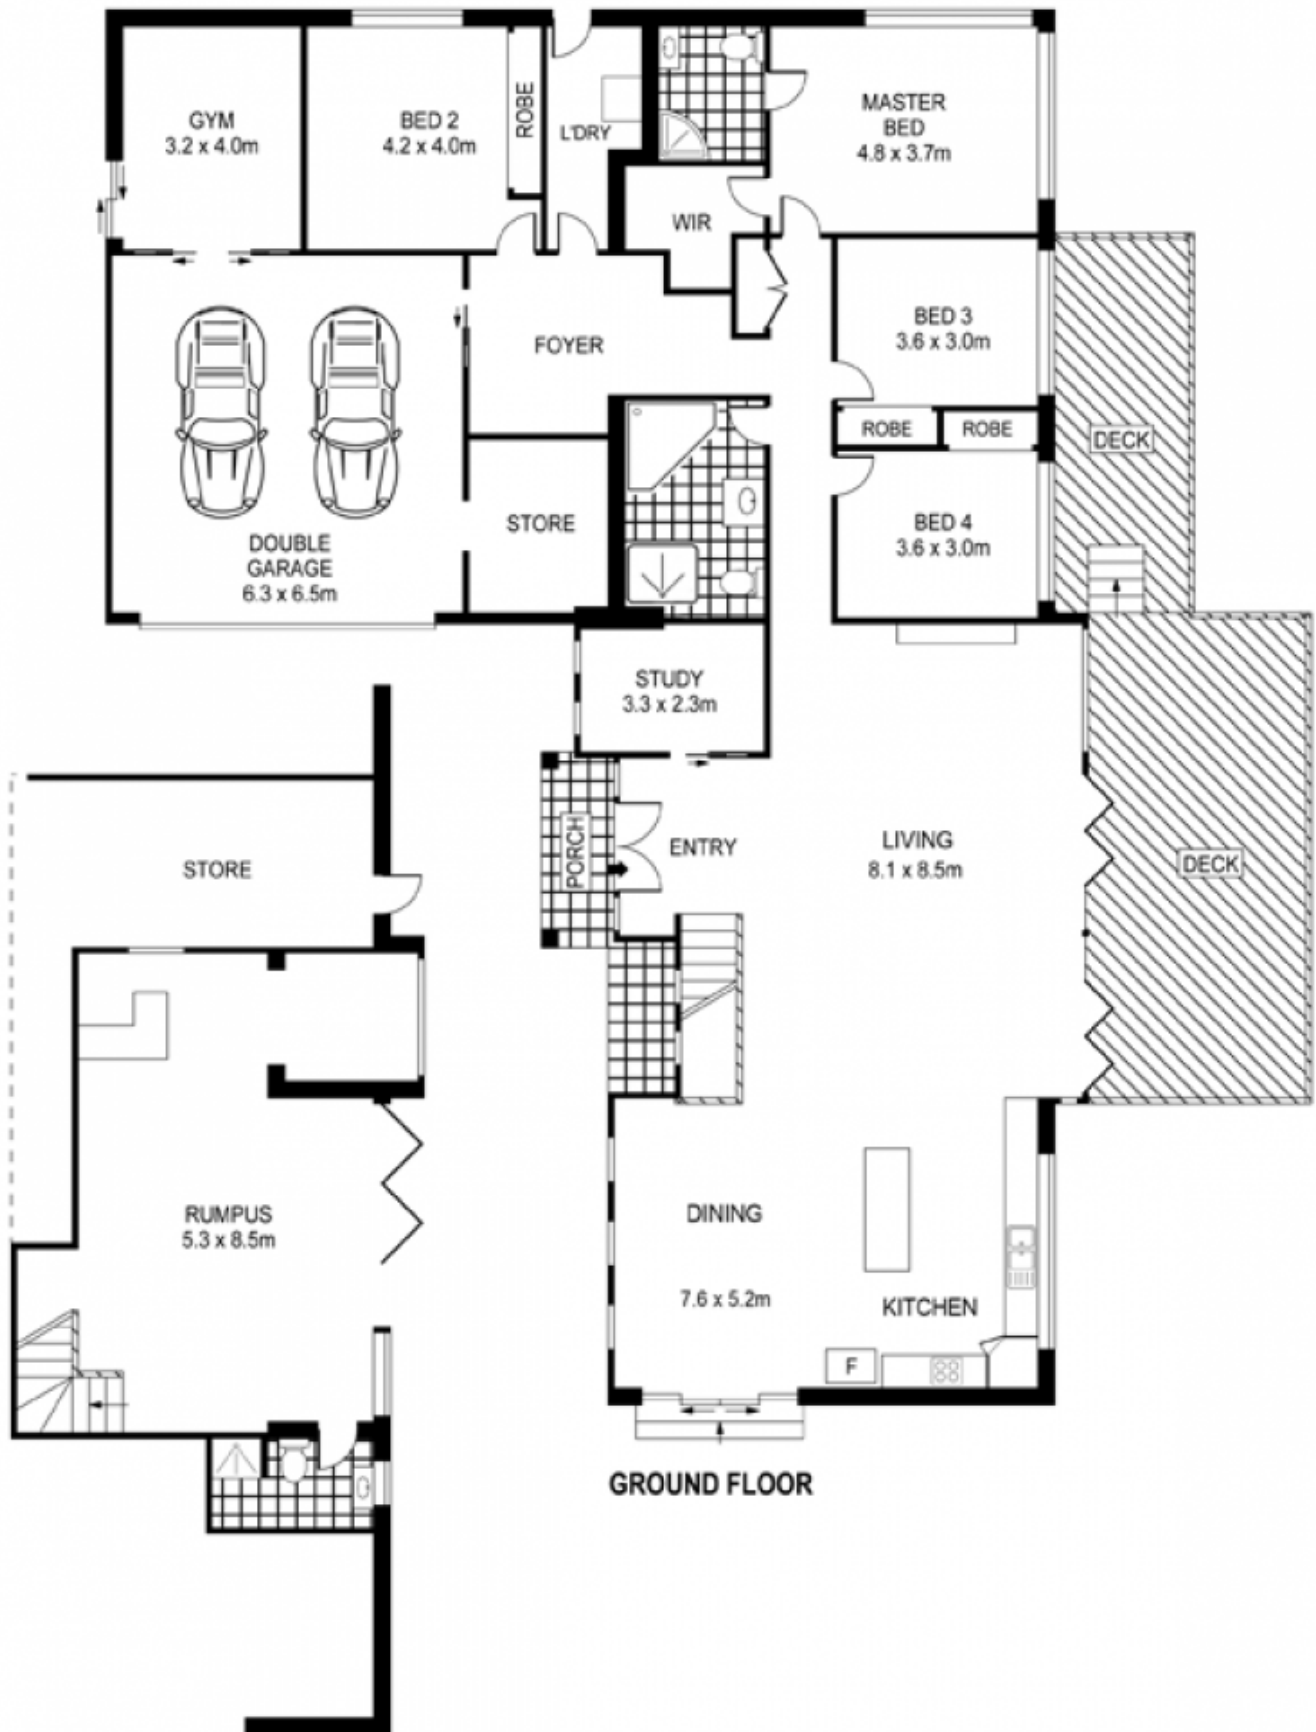 GYM
3.2 x 4.0m
BED 2
4.2 x 4.0m
ROBE
L'DRY
MASTER
BED
4.8 x 3.7m
WIR
FOYER
BED 3
3.6 x 3.0m
ROBE
ROBE
DECK
STORE
BED 4
3.6 x 3.0m
DOUBLE
GARAGE
6.3 x 6.5m
STUDY
3.3 x 2.3m
PORCH
ENTRY
LIVING
8.1 x 8.5m
DECK
STORE
RUMPUS
5.3 x 8.5m
DINING
7.6 x 5.2m
KITCHEN
F
GROUND FLOOR